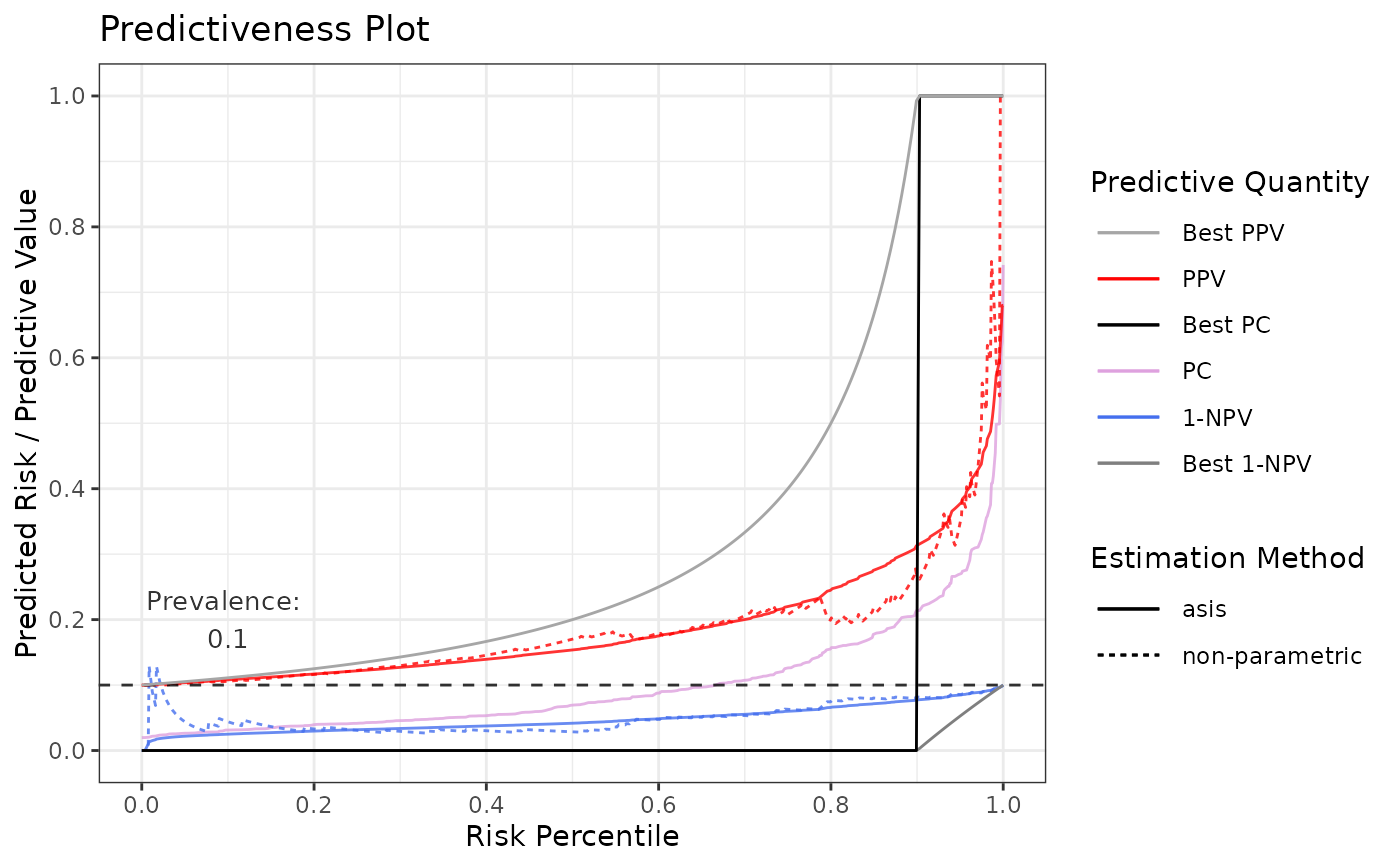 Predictiveness Plot
Predicted Risk / Predictive Value
1.0
0.8
0.6
0.4
0.2
0.0
Prevalence:
0.1
0.0
0.2
0.4
0.6
0.8
1.0
Risk Percentile
Predictive Quantity
Best PPV
PPV
Best PC
PC
1-NPV
Best 1-NPV
Estimation Method
asis
non-parametric